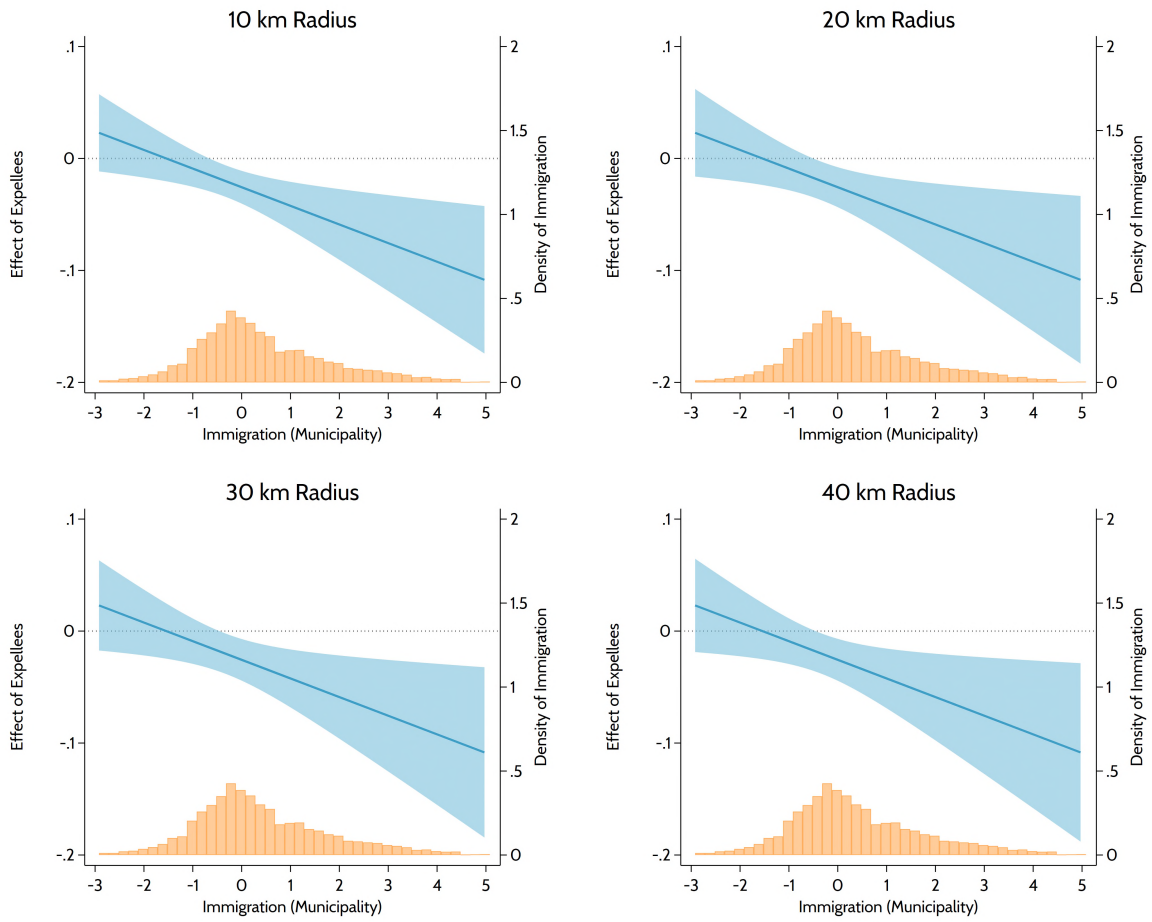 10 km Radius
.1
0
-.1
-.2
Effect of Expellees
2
1.5
1
.5
0
Density of Immigration
-3 -2 -1 0 1 2 3 4 5
Immigration (Municipality)
20 km Radius
.1
0
-.1
-.2
Effect of Expellees
2
1.5
1
.5
0
Density of Immigration
-3 -2 -1 0 1 2 3 4 5
Immigration (Municipality)
30 km Radius
.1
0
-.1
-.2
Effect of Expellees
2
1.5
1
.5
0
Density of Immigration
-3 -2 -1 0 1 2 3 4 5
Immigration (Municipality)
40 km Radius
.1
0
-.1
-.2
Effect of Expellees
2
1.5
1
.5
0
Density of Immigration
-3 -2 -1 0 1 2 3 4 5
Immigration (Municipality)